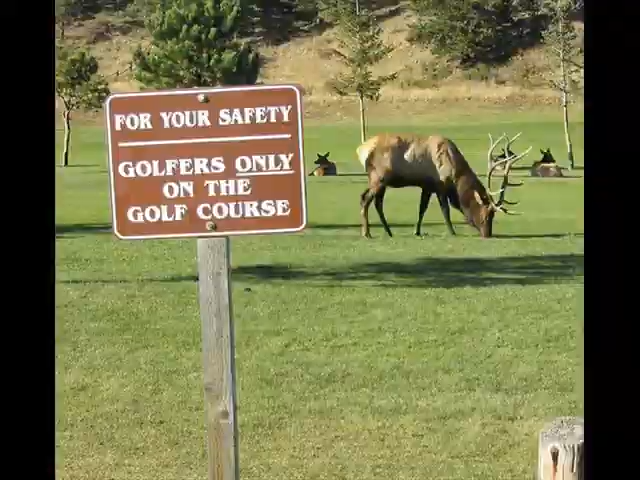 FOR YOUR SAFETY
GOLFERS ONLY
ON THE
GOLF COURSE